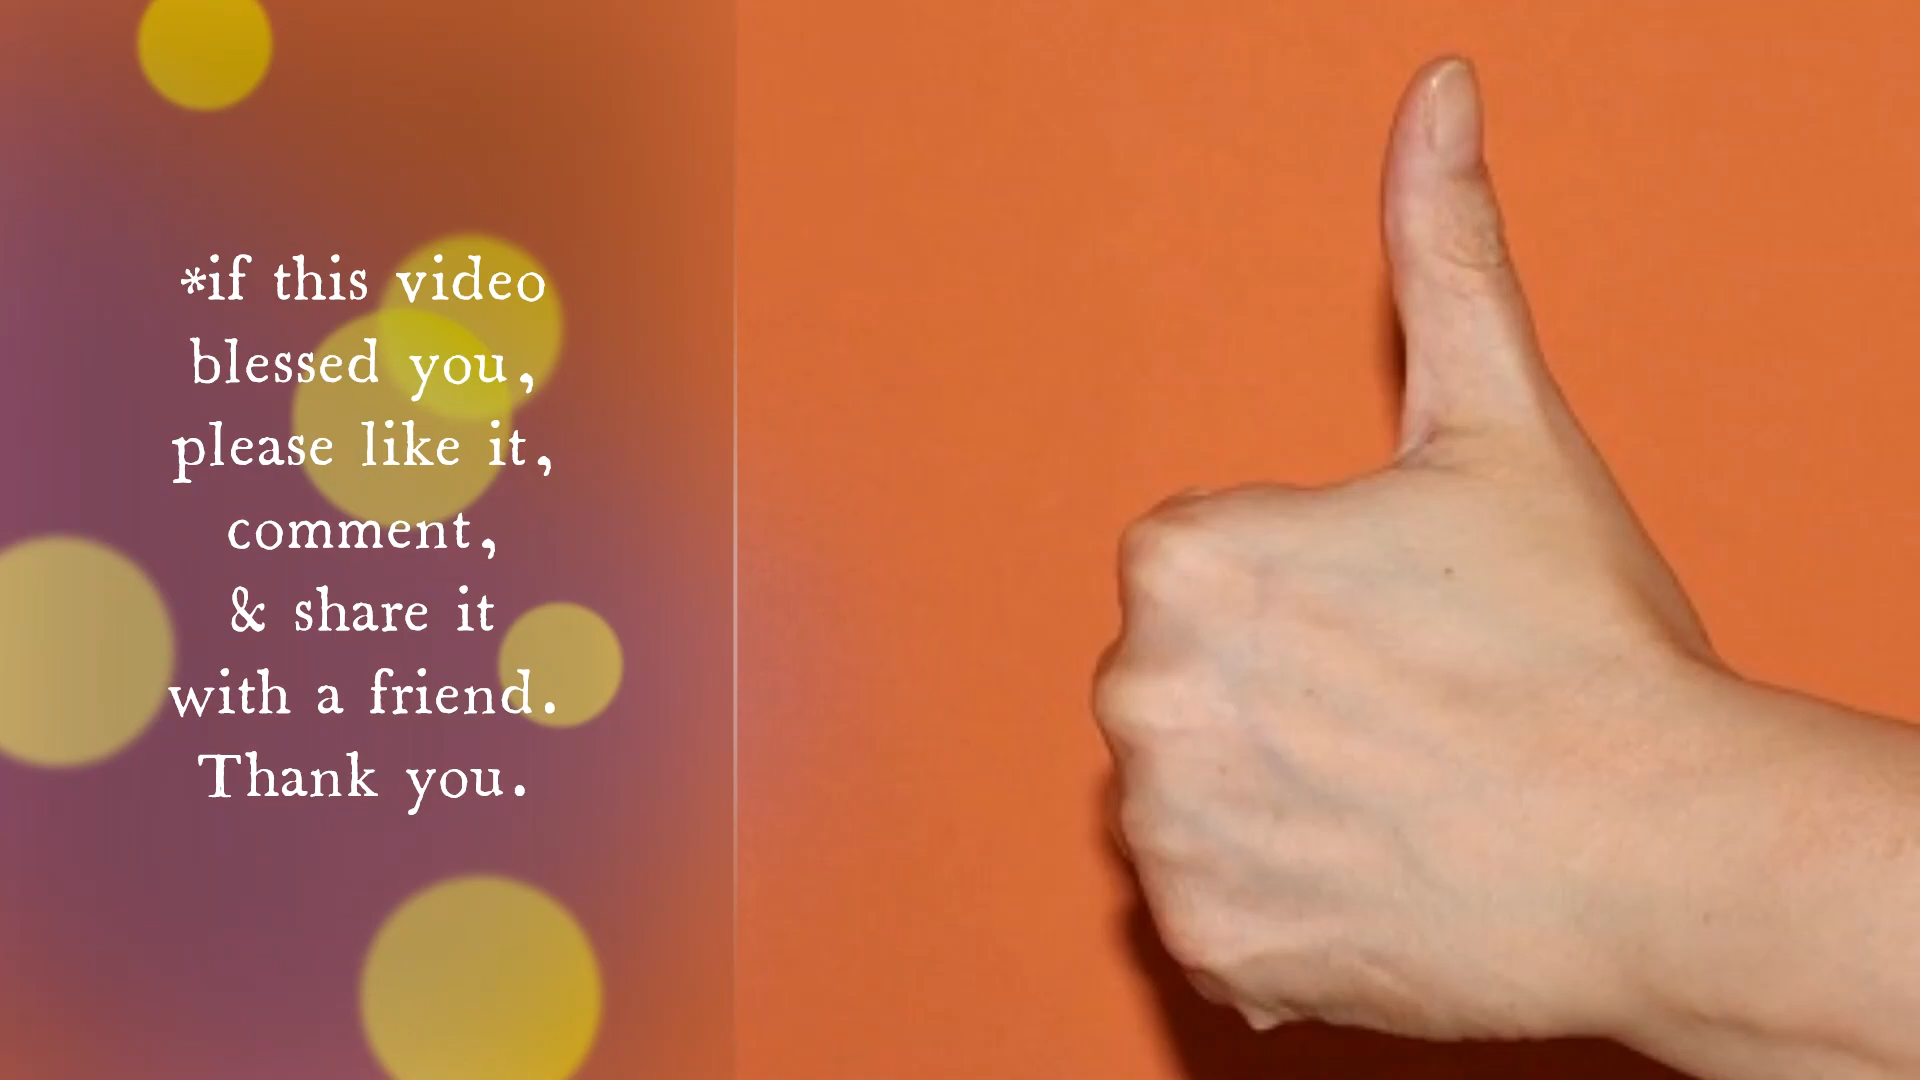 *if this video
blessed you,
please like it,
comment,
& share it
with a friend.
Thank you.